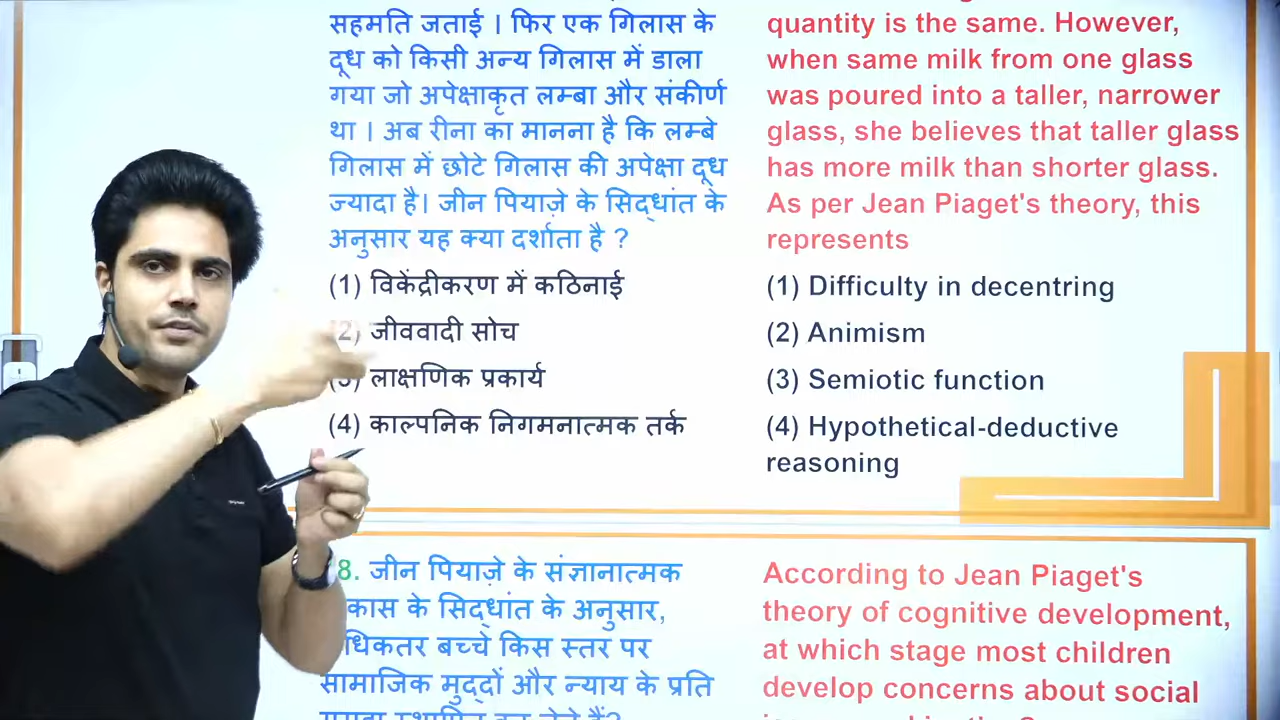 सहमति जताई । फिर एक गिलास के
दूध को किसी अन्य गिलास में डाला
गया जो अपेक्षाकृत लम्बा और संकीर्ण
था । अब रीना का मानना है कि लम्बे
गिलास में छोटे गिलास की अपेक्षा दूध
ज्यादा है। जीन पियाज़े के सिद्धांत के
अनुसार यह क्या दर्शाता है ?
(1) विकेंद्रीकरण में कठिनाई
(2) जीववादी सोच
(3) लाक्षणिक प्रकार्य
(4) काल्पनिक निगमनात्मक तर्क
quantity is the same. However,
when same milk from one glass
was poured into a taller, narrower
glass, she believes that taller glass
has more milk than shorter glass.
As per Jean Piaget's theory, this
represents
(1) Difficulty in decentring
(2) Animism
(3) Semiotic function
(4) Hypothetical-deductive
reasoning
8. जीन पियाज़े के संज्ञानात्मक
के सिद्धांत के अनुसार,
बच्चे किस स्तर पर
सामाजिक मुद्दों और न्याय के प्रति
According to Jean Piaget's
theory of cognitive development,
at which stage most children
develop concerns about social